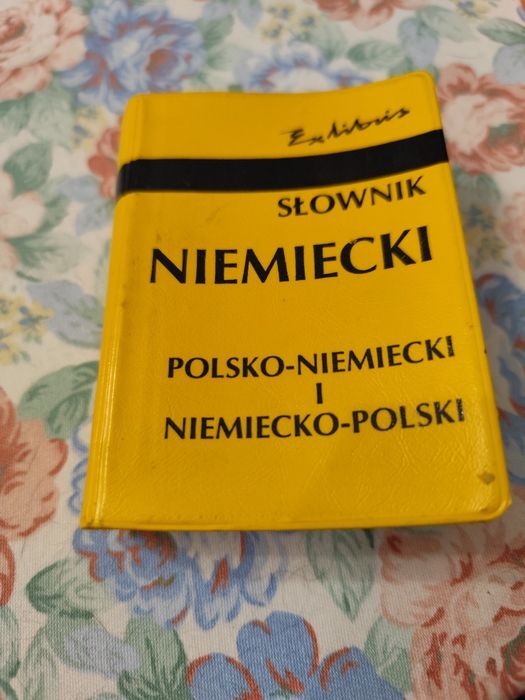 Exlibris
SŁOWNIK
NIEMIECKI
POLSKO-NIEMIECKI
I
NIEMIECKO-POLSKI